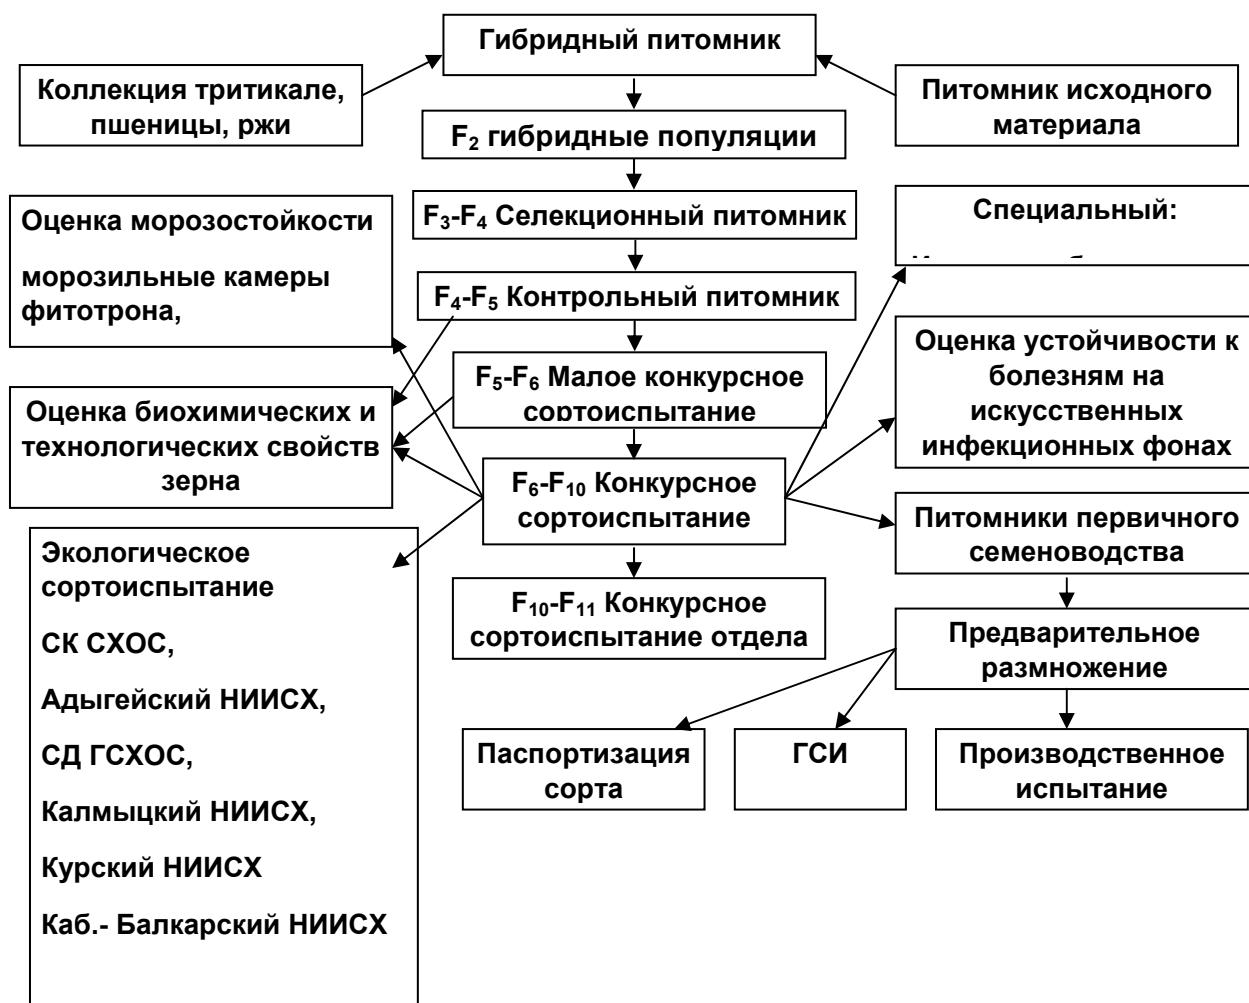 Гибридный питомник
Коллекция тритикале,
пшеницы, ржи
Питомник исходного
материала
F₂ гибридные популяции
Оценка морозостойкости
морозильные камеры
фитотрона,
F₃-F₄ Селекционный питомник
Специальный:
F₄-F₅ Контрольный питомник
Оценка устойчивости к
болезням на
искусственных
инфекционных фонах
F₅-F₆ Малое конкурсное
сортоиспытание
Оценка биохимических и
технологических свойств
зерна
F₆-F₁₀ Конкурсное
сортоиспытание
Питомники первичного
семеноводства
Экологическое
сортоиспытание
СК СХОС,
Адыгейский НИИСХ,
СД ГСХОС,
Калмыцкий НИИСХ,
Курский НИИСХ
Каб.- Балкарский НИИСХ
F₁₀-F₁₁ Конкурсное
сортоиспытание отдела
Предварительное
размножение
Паспортизация
сорта
ГСИ
Производственное
испытание